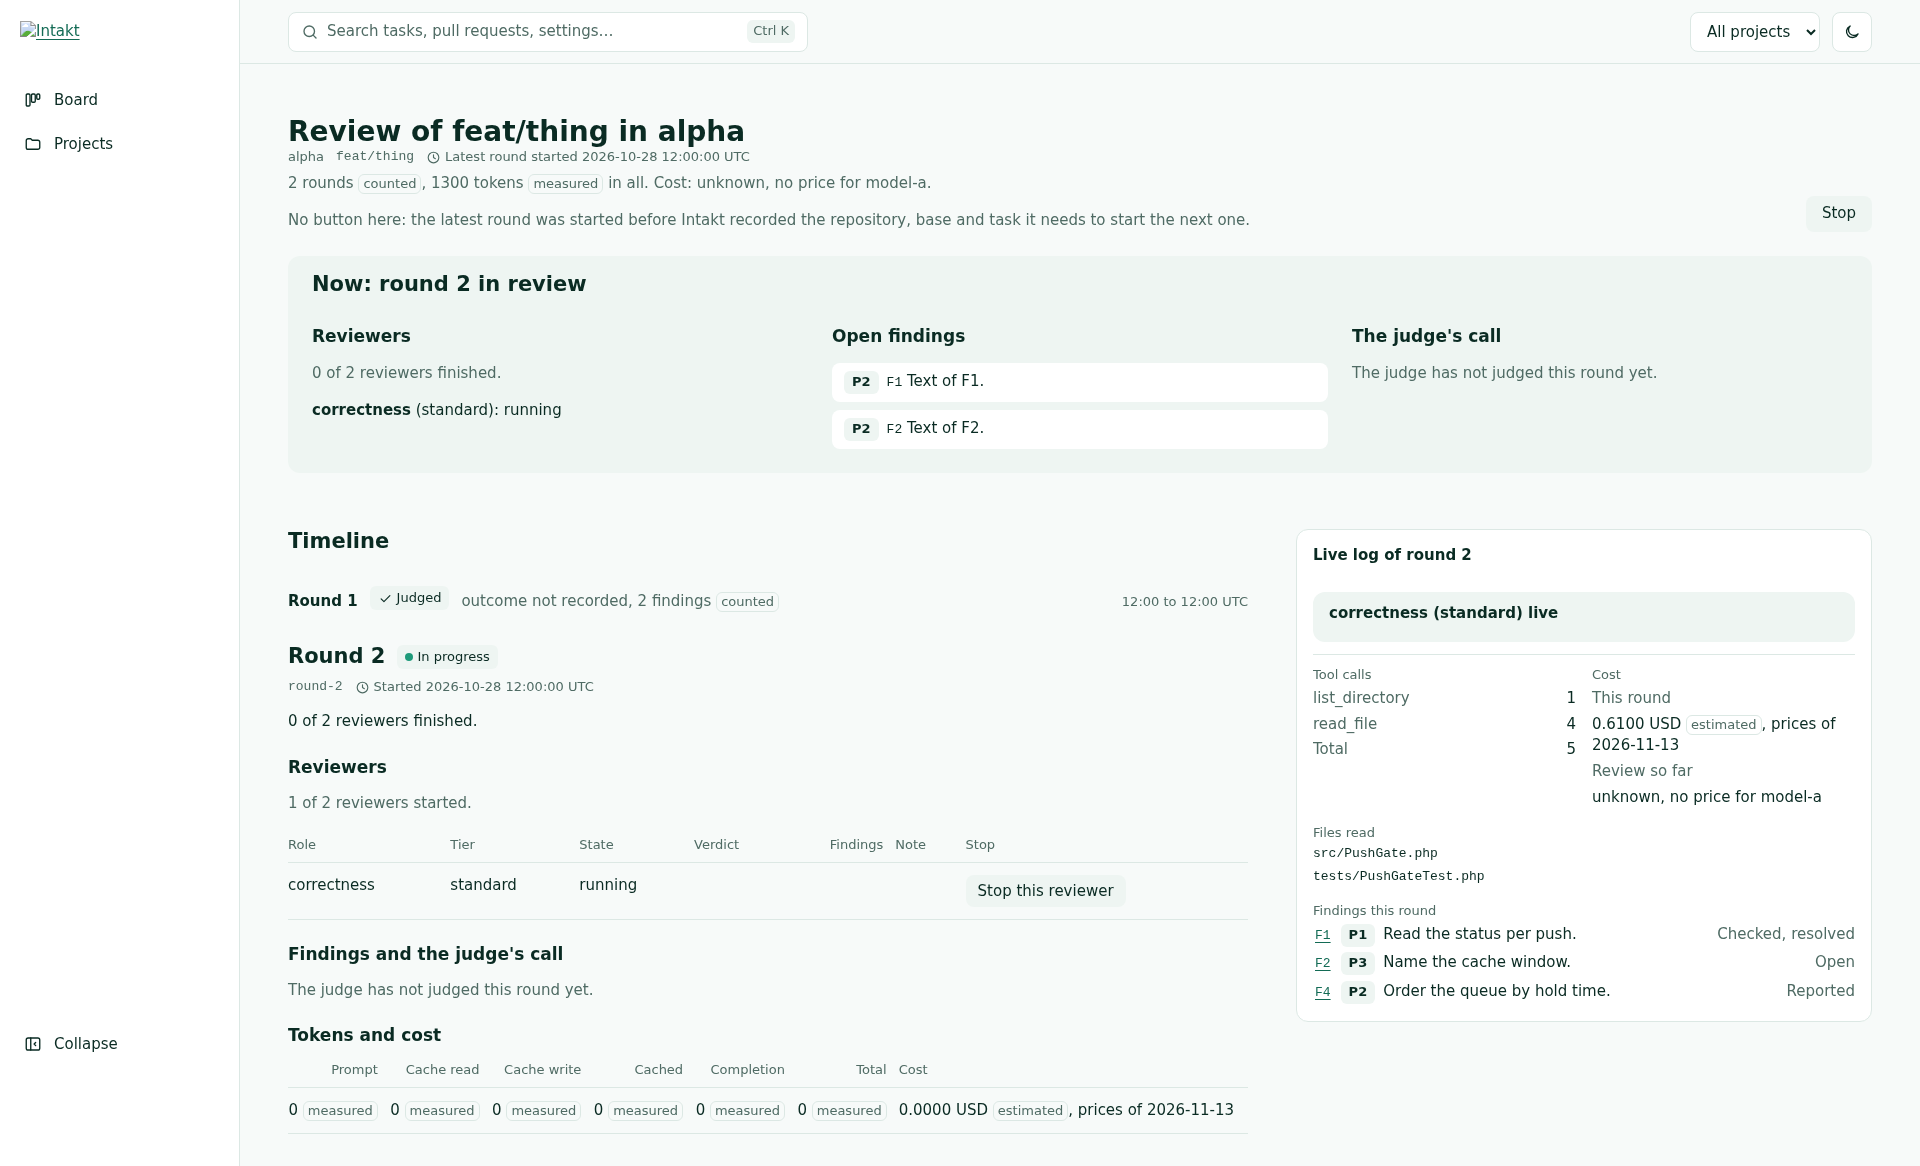 Intakt
Search tasks, pull requests, settings...
Ctrl K
All projects
Board
Projects
Collapse
Review of feat/thing in alpha
alpha feat/thing Latest round started 2026-10-28 12:00:00 UTC
2 rounds counted, 1300 tokens measured in all. Cost: unknown, no price for model-a.
No button here: the latest round was started before Intakt recorded the repository, base and task it needs to start the next one.
Stop
Now: round 2 in review
Reviewers
0 of 2 reviewers finished.
correctness (standard): running
Open findings
P2 F1 Text of F1.
P2 F2 Text of F2.
The judge's call
The judge has not judged this round yet.
Timeline
Round 1 Judged outcome not recorded, 2 findings counted 12:00 to 12:00 UTC
Round 2 In progress
round-2 Started 2026-10-28 12:00:00 UTC
0 of 2 reviewers finished.
Reviewers
1 of 2 reviewers started.
Role Tier State Verdict Findings Note Stop
correctness standard running Stop this reviewer
Findings and the judge's call
The judge has not judged this round yet.
Tokens and cost
Prompt Cache read Cache write Cached Completion Total Cost
0 measured 0 measured 0 measured 0 measured 0 measured 0 measured 0.0000 USD estimated, prices of 2026-11-13
Live log of round 2
correctness (standard) live
Tool calls
list_directory 1
read_file 4
Total 5
Cost
This round
0.6100 USD estimated, prices of
2026-11-13
Review so far
unknown, no price for model-a
Files read
src/PushGate.php
tests/PushGateTest.php
Findings this round
F1 P1 Read the status per push. Checked, resolved
F2 P3 Name the cache window. Open
F4 P2 Order the queue by hold time. Reported